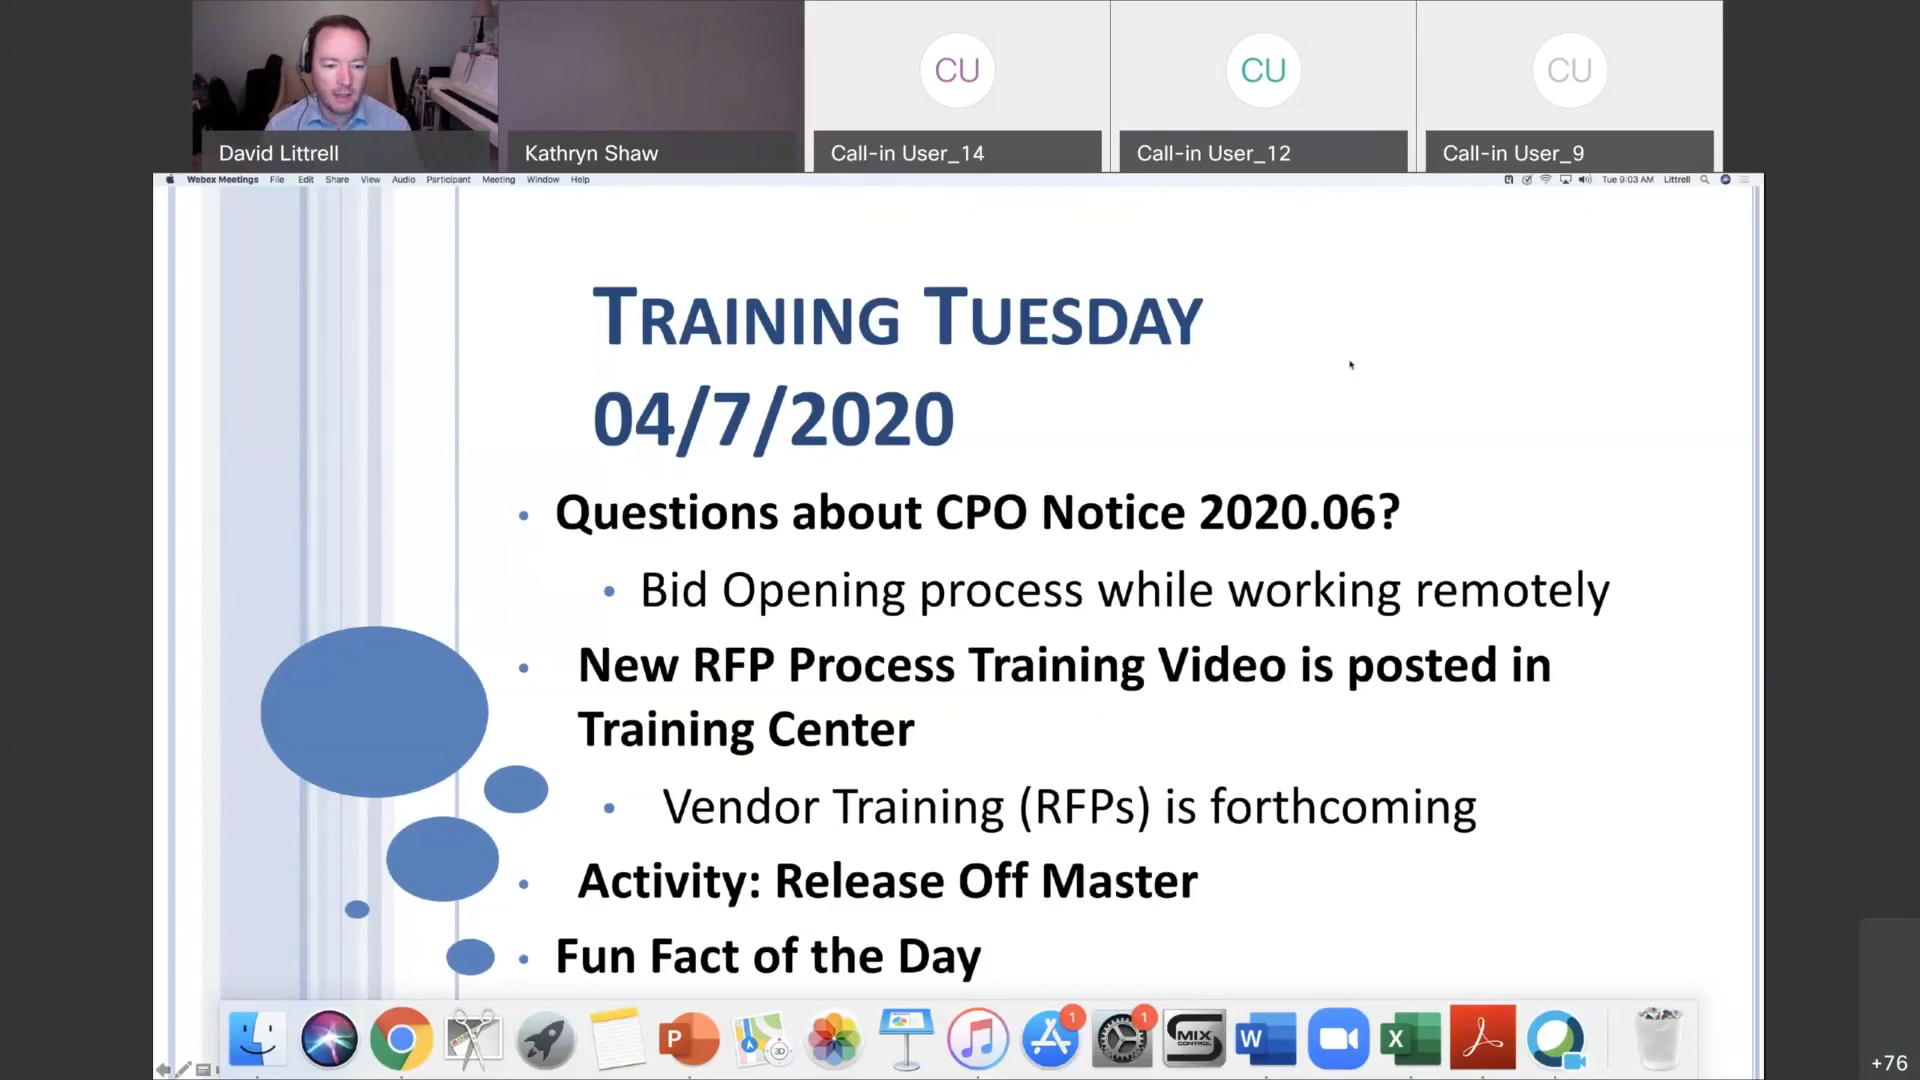 CU
CU
CU
David Littrell
Kathryn Shaw
Call-in User_14
Call-in User_12
Call-in User_9
Webex Meetings File Edit Share View Audio Participant Meeting Window Help
Tue 9:03 AM Littrell
TRAINING TUESDAY
04/7/2020
• Questions about CPO Notice 2020.06?
• Bid Opening process while working remotely
• New RFP Process Training Video is posted in
Training Center
• Vendor Training (RFPs) is forthcoming
• Activity: Release Off Master
• Fun Fact of the Day
P
3D
1
1
MIX
CONTROL
W
X
+76